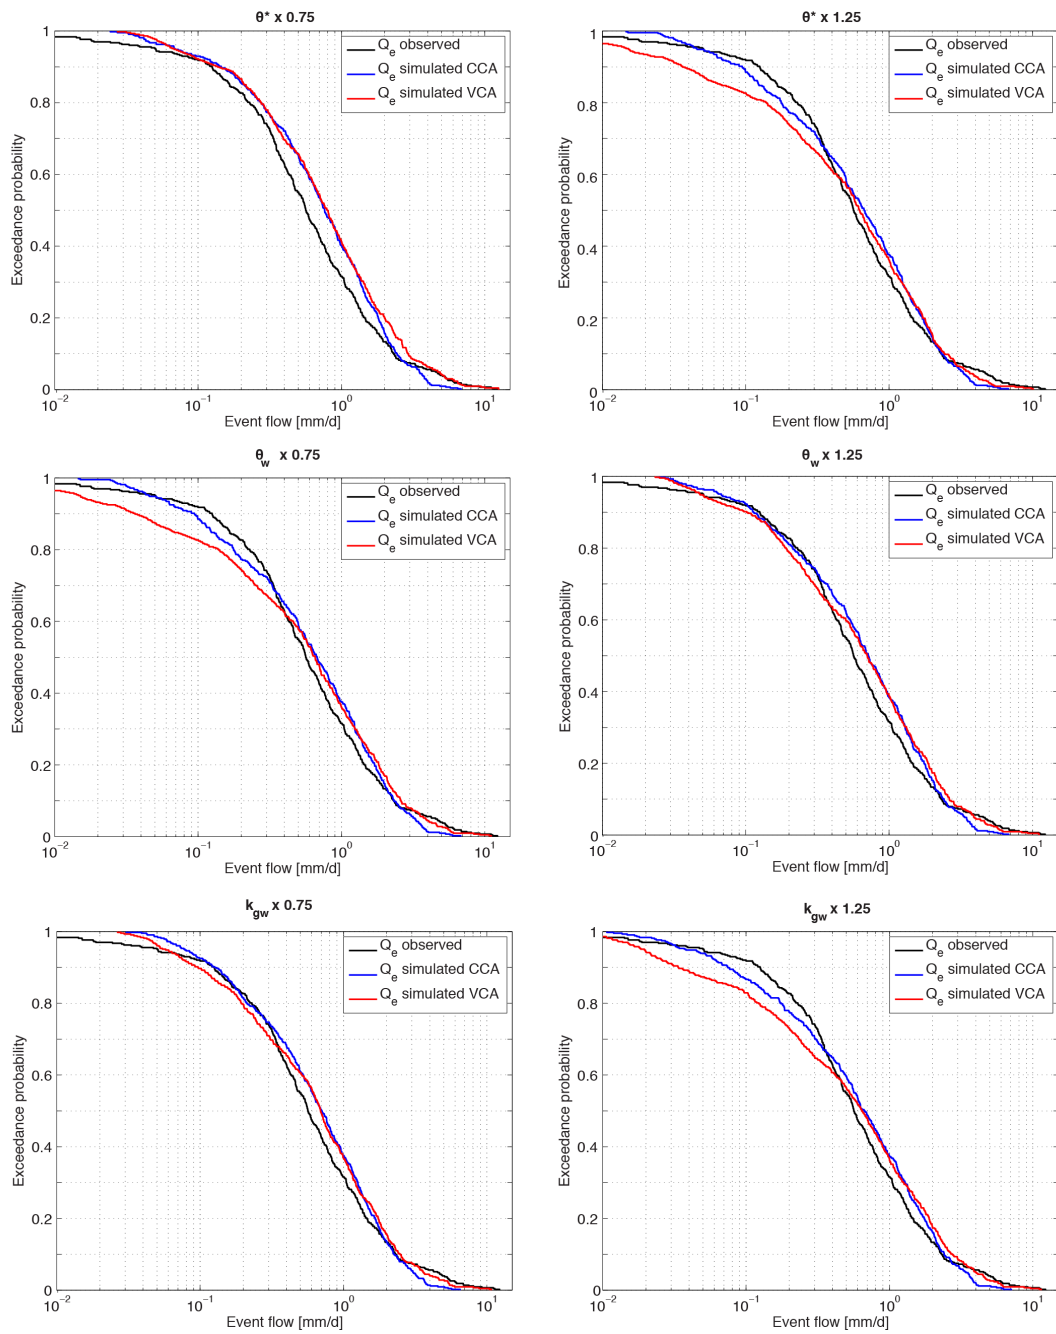 θ* x 0.75
Exceedance probability
1
0.8
0.6
0.4
0.2
0
Q_e observed
Q_e simulated CCA
Q_e simulated VCA
10^−2
10^−1
10^0
10^1
Event flow [mm/d]
θ* x 1.25
Exceedance probability
1
0.8
0.6
0.4
0.2
0
Q_e observed
Q_e simulated CCA
Q_e simulated VCA
10^−2
10^−1
10^0
10^1
Event flow [mm/d]
θ_w x 0.75
Exceedance probability
1
0.8
0.6
0.4
0.2
0
Q_e observed
Q_e simulated CCA
Q_e simulated VCA
10^−2
10^−1
10^0
10^1
Event flow [mm/d]
θ_w x 1.25
Exceedance probability
1
0.8
0.6
0.4
0.2
0
Q_e observed
Q_e simulated CCA
Q_e simulated VCA
10^−2
10^−1
10^0
10^1
Event flow [mm/d]
k_gw x 0.75
Exceedance probability
1
0.8
0.6
0.4
0.2
0
Q_e observed
Q_e simulated CCA
Q_e simulated VCA
10^−2
10^−1
10^0
10^1
Event flow [mm/d]
k_gw x 1.25
Exceedance probability
1
0.8
0.6
0.4
0.2
0
Q_e observed
Q_e simulated CCA
Q_e simulated VCA
10^−2
10^−1
10^0
10^1
Event flow [mm/d]